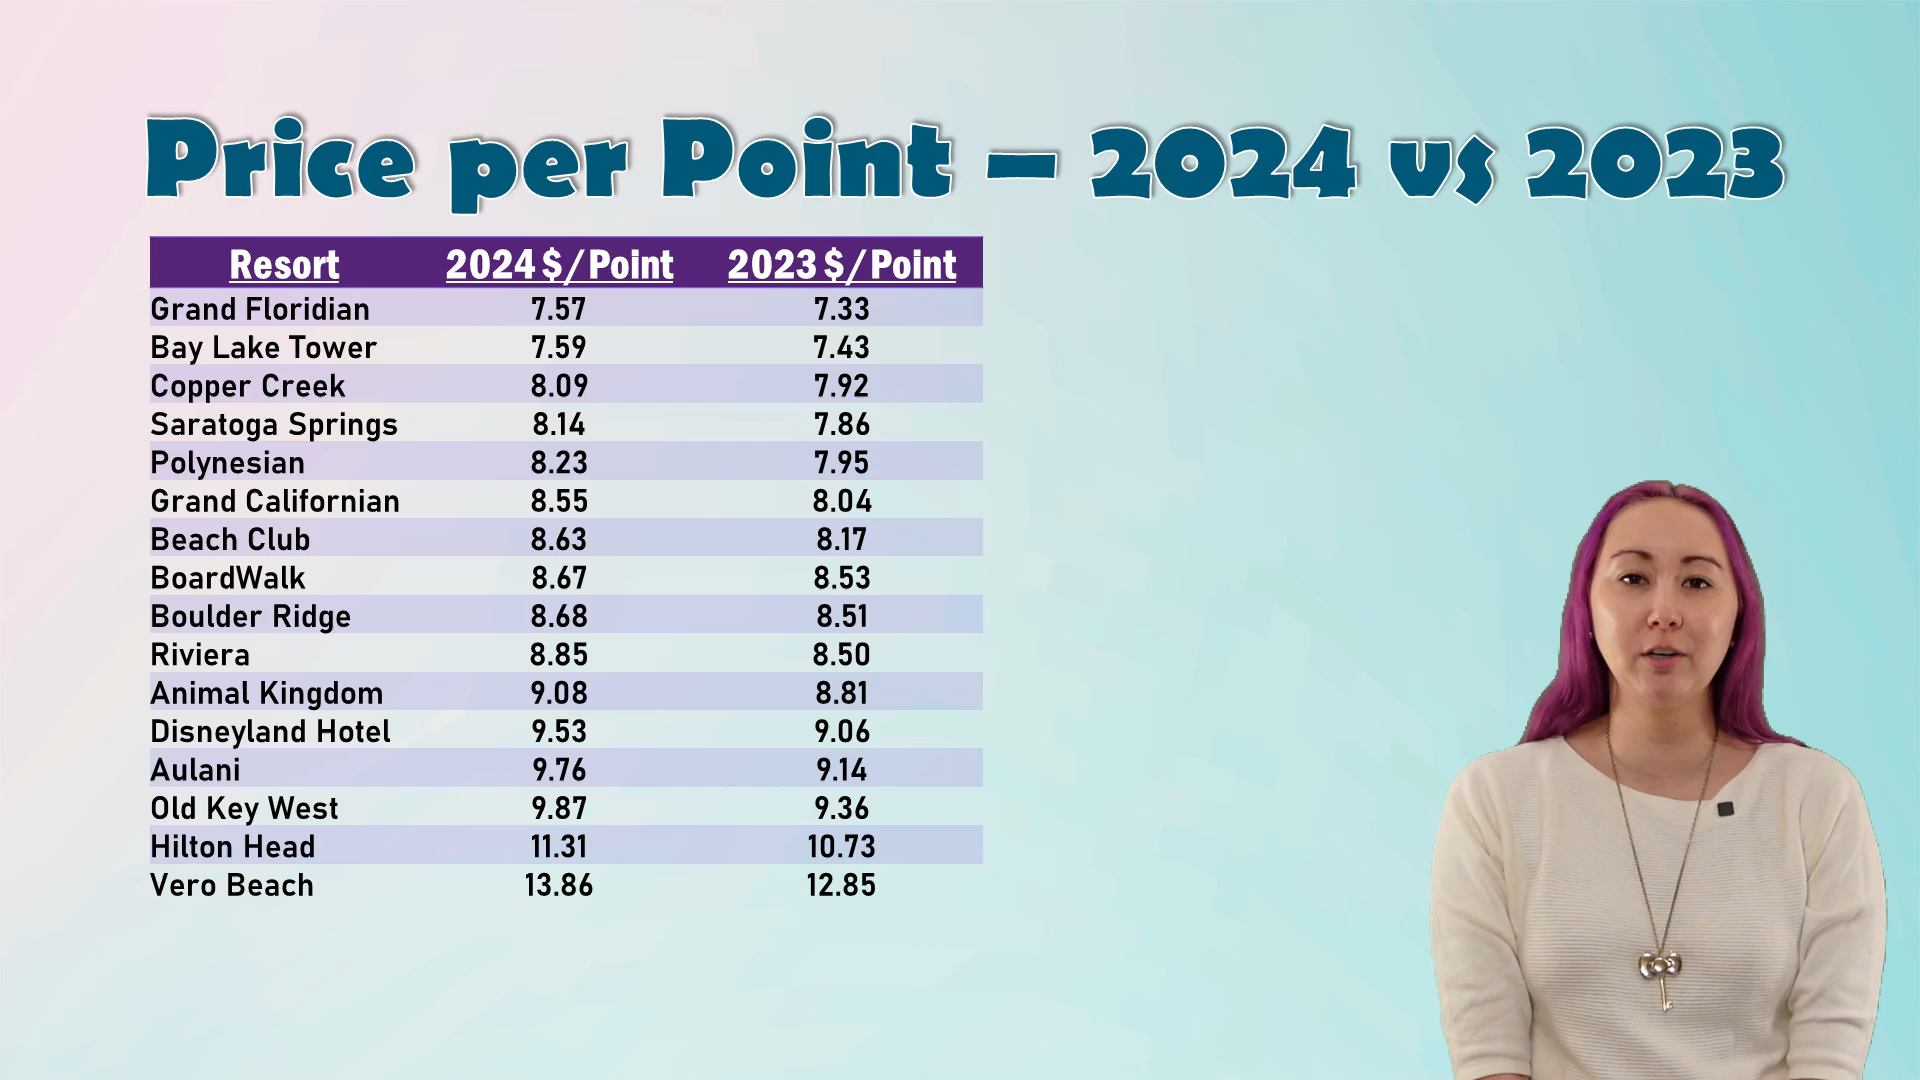 Price per Point – 2024 vs 2023
Resort 2024 $/Point 2023 $/Point
Grand Floridian 7.57 7.33
Bay Lake Tower 7.59 7.43
Copper Creek 8.09 7.92
Saratoga Springs 8.14 7.86
Polynesian 8.23 7.95
Grand Californian 8.55 8.04
Beach Club 8.63 8.17
BoardWalk 8.67 8.53
Boulder Ridge 8.68 8.51
Riviera 8.85 8.50
Animal Kingdom 9.08 8.81
Disneyland Hotel 9.53 9.06
Aulani 9.76 9.14
Old Key West 9.87 9.36
Hilton Head 11.31 10.73
Vero Beach 13.86 12.85